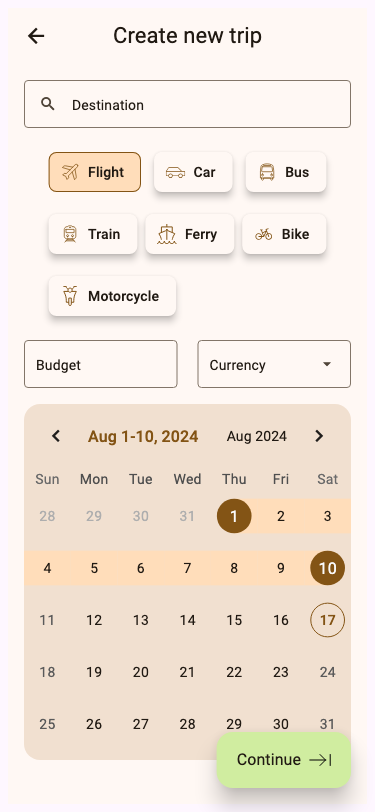 Create new trip
Destination
Flight Car Bus
Train Ferry Bike
Motorcycle
Budget Currency
Aug 1-10, 2024 Aug 2024
Sun Mon Tue Wed Thu Fri Sat
28 29 30 31 1 2 3
4 5 6 7 8 9 10
11 12 13 14 15 16 17
18 19 20 21 22 23 24
25 26 27 28 29 30 31
Continue